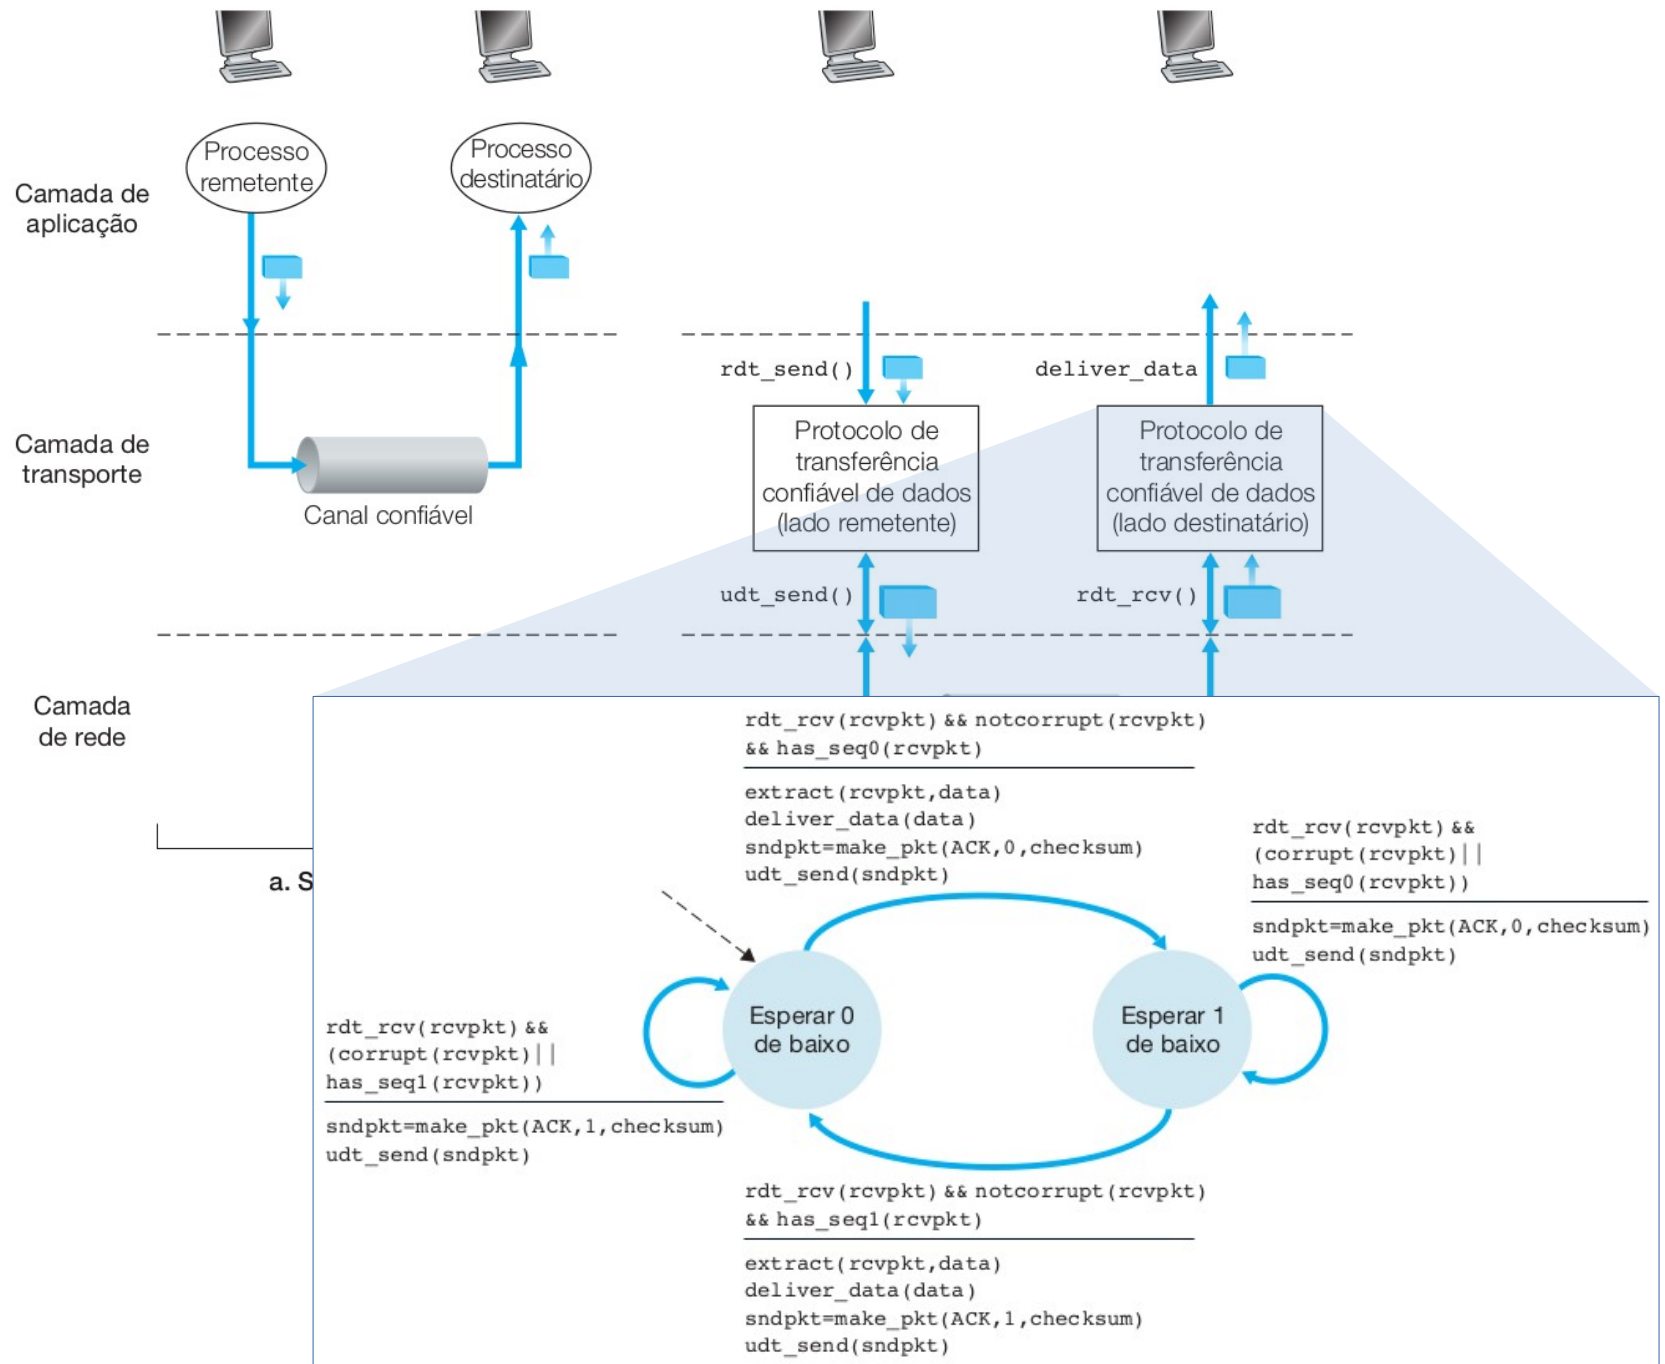 Processo
remetente
Processo
destinatário
Camada de
aplicação
rdt_send()
deliver_data
Camada de
transporte
Canal confiável
Protocolo de
transferência
confiável de dados
(lado remetente)
Protocolo de
transferência
confiável de dados
(lado destinatário)
udt_send()
rdt_rcv()
Camada
de rede
a. S
rdt_rcv(rcvpkt) && notcorrupt(rcvpkt)
&& has_seq0(rcvpkt)
extract(rcvpkt,data)
deliver_data(data)
sndpkt=make_pkt(ACK,0,checksum)
udt_send(sndpkt)
rdt_rcv(rcvpkt) &&
(corrupt(rcvpkt)||
has_seq0(rcvpkt))
sndpkt=make_pkt(ACK,0,checksum)
udt_send(sndpkt)
Esperar 0
de baixo
Esperar 1
de baixo
rdt_rcv(rcvpkt) &&
(corrupt(rcvpkt)||
has_seq1(rcvpkt))
sndpkt=make_pkt(ACK,1,checksum)
udt_send(sndpkt)
rdt_rcv(rcvpkt) && notcorrupt(rcvpkt)
&& has_seq1(rcvpkt)
extract(rcvpkt,data)
deliver_data(data)
sndpkt=make_pkt(ACK,1,checksum)
udt_send(sndpkt)